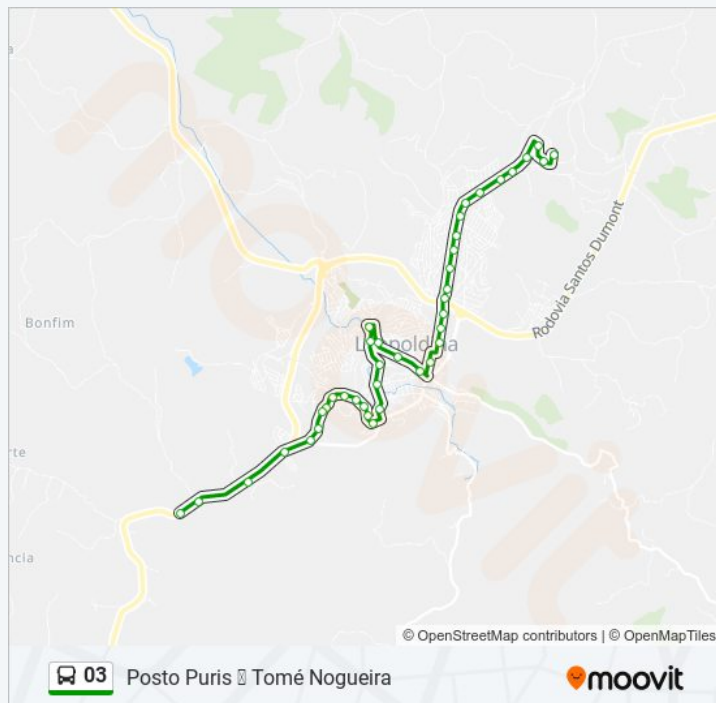 Rodovia Santos Dumont
Bonfim
© OpenStreetMap contributors | © OpenMapTiles
03 Posto Puris Tomé Nogueira
moovit